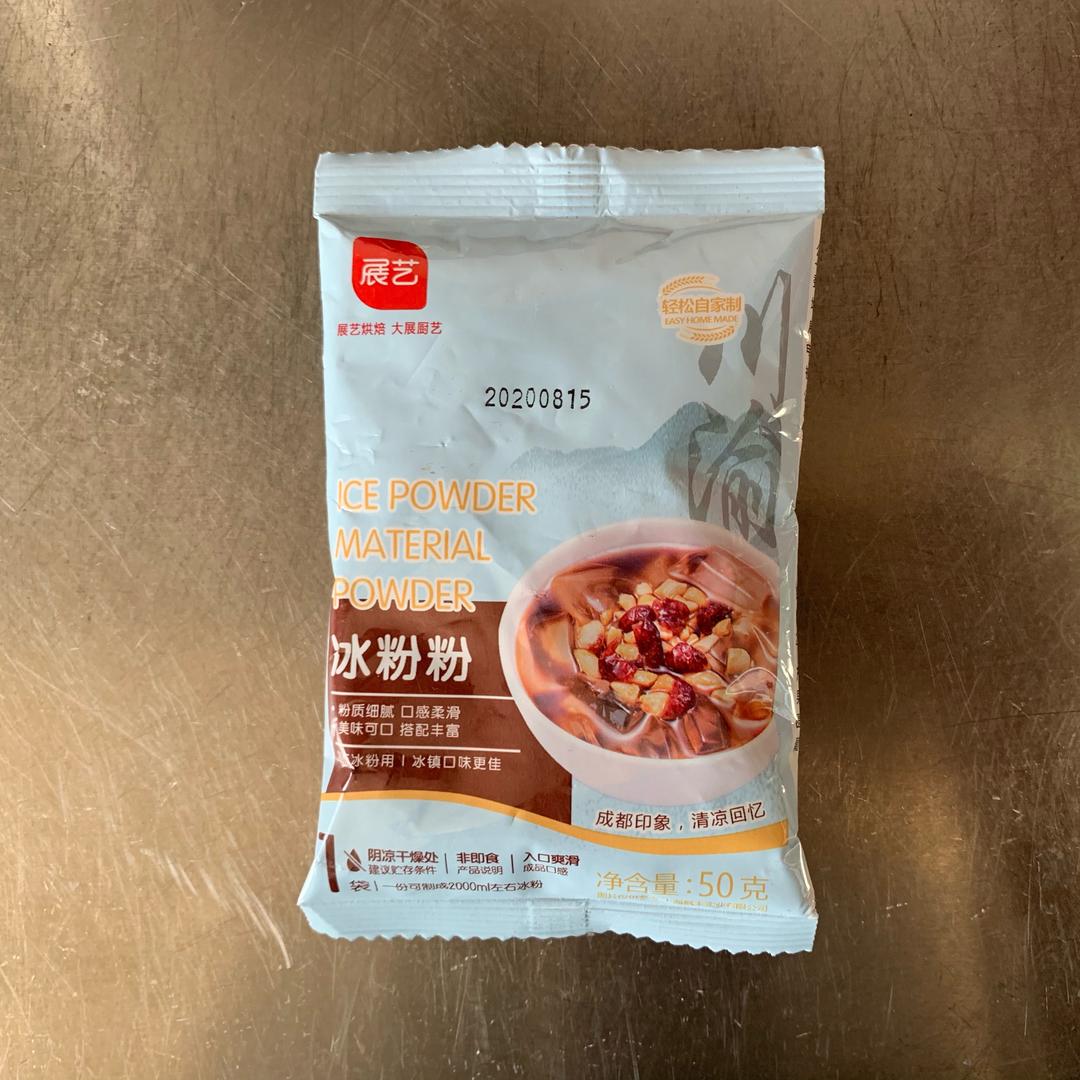 展艺
展艺烘焙 大展厨艺
轻松自家制
EASY HOME MADE
川
渝
20200815
ICE POWDER
MATERIAL
POWDER
冰粉粉
粉质细腻 口感柔滑
美味可口 搭配丰富
冰粉用 | 冰镇口味更佳
成都印象，清凉回忆
1
袋
阴凉干燥处
建议贮存条件
非即食
产品说明
入口爽滑
成品口感
一份可制成2000ml左右冰粉
净含量:50克